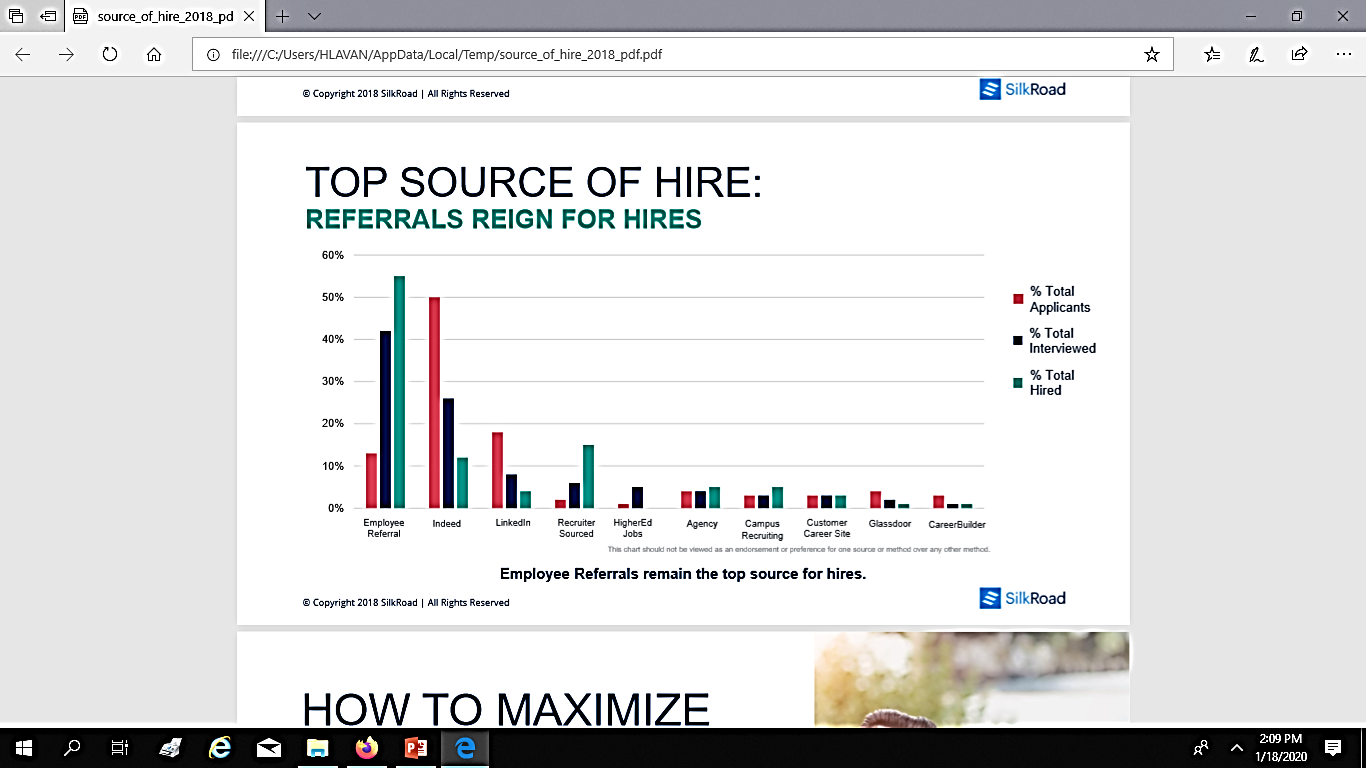 source_of_hire_2018_pd
file:///C:/Users/HLAVAN/AppData/Local/Temp/source_of_hire_2018_pdf.pdf
© Copyright 2018 SilkRoad | All Rights Reserved
SilkRoad
TOP SOURCE OF HIRE:
REFERRALS REIGN FOR HIRES
60%
50%
40%
30%
20%
10%
0%
% Total
Applicants
% Total
Interviewed
% Total
Hired
Employee
Referral
Indeed
LinkedIn
Recruiter
Sourced
HigherEd
Jobs
Agency
Campus
Recruiting
Customer
Career Site
Glassdoor
CareerBuilder
This chart should not be viewed as an endorsement or preference for one source or method over any other method.
Employee Referrals remain the top source for hires.
© Copyright 2018 SilkRoad | All Rights Reserved
SilkRoad
HOW TO MAXIMIZE
2:09 PM
1/18/2020